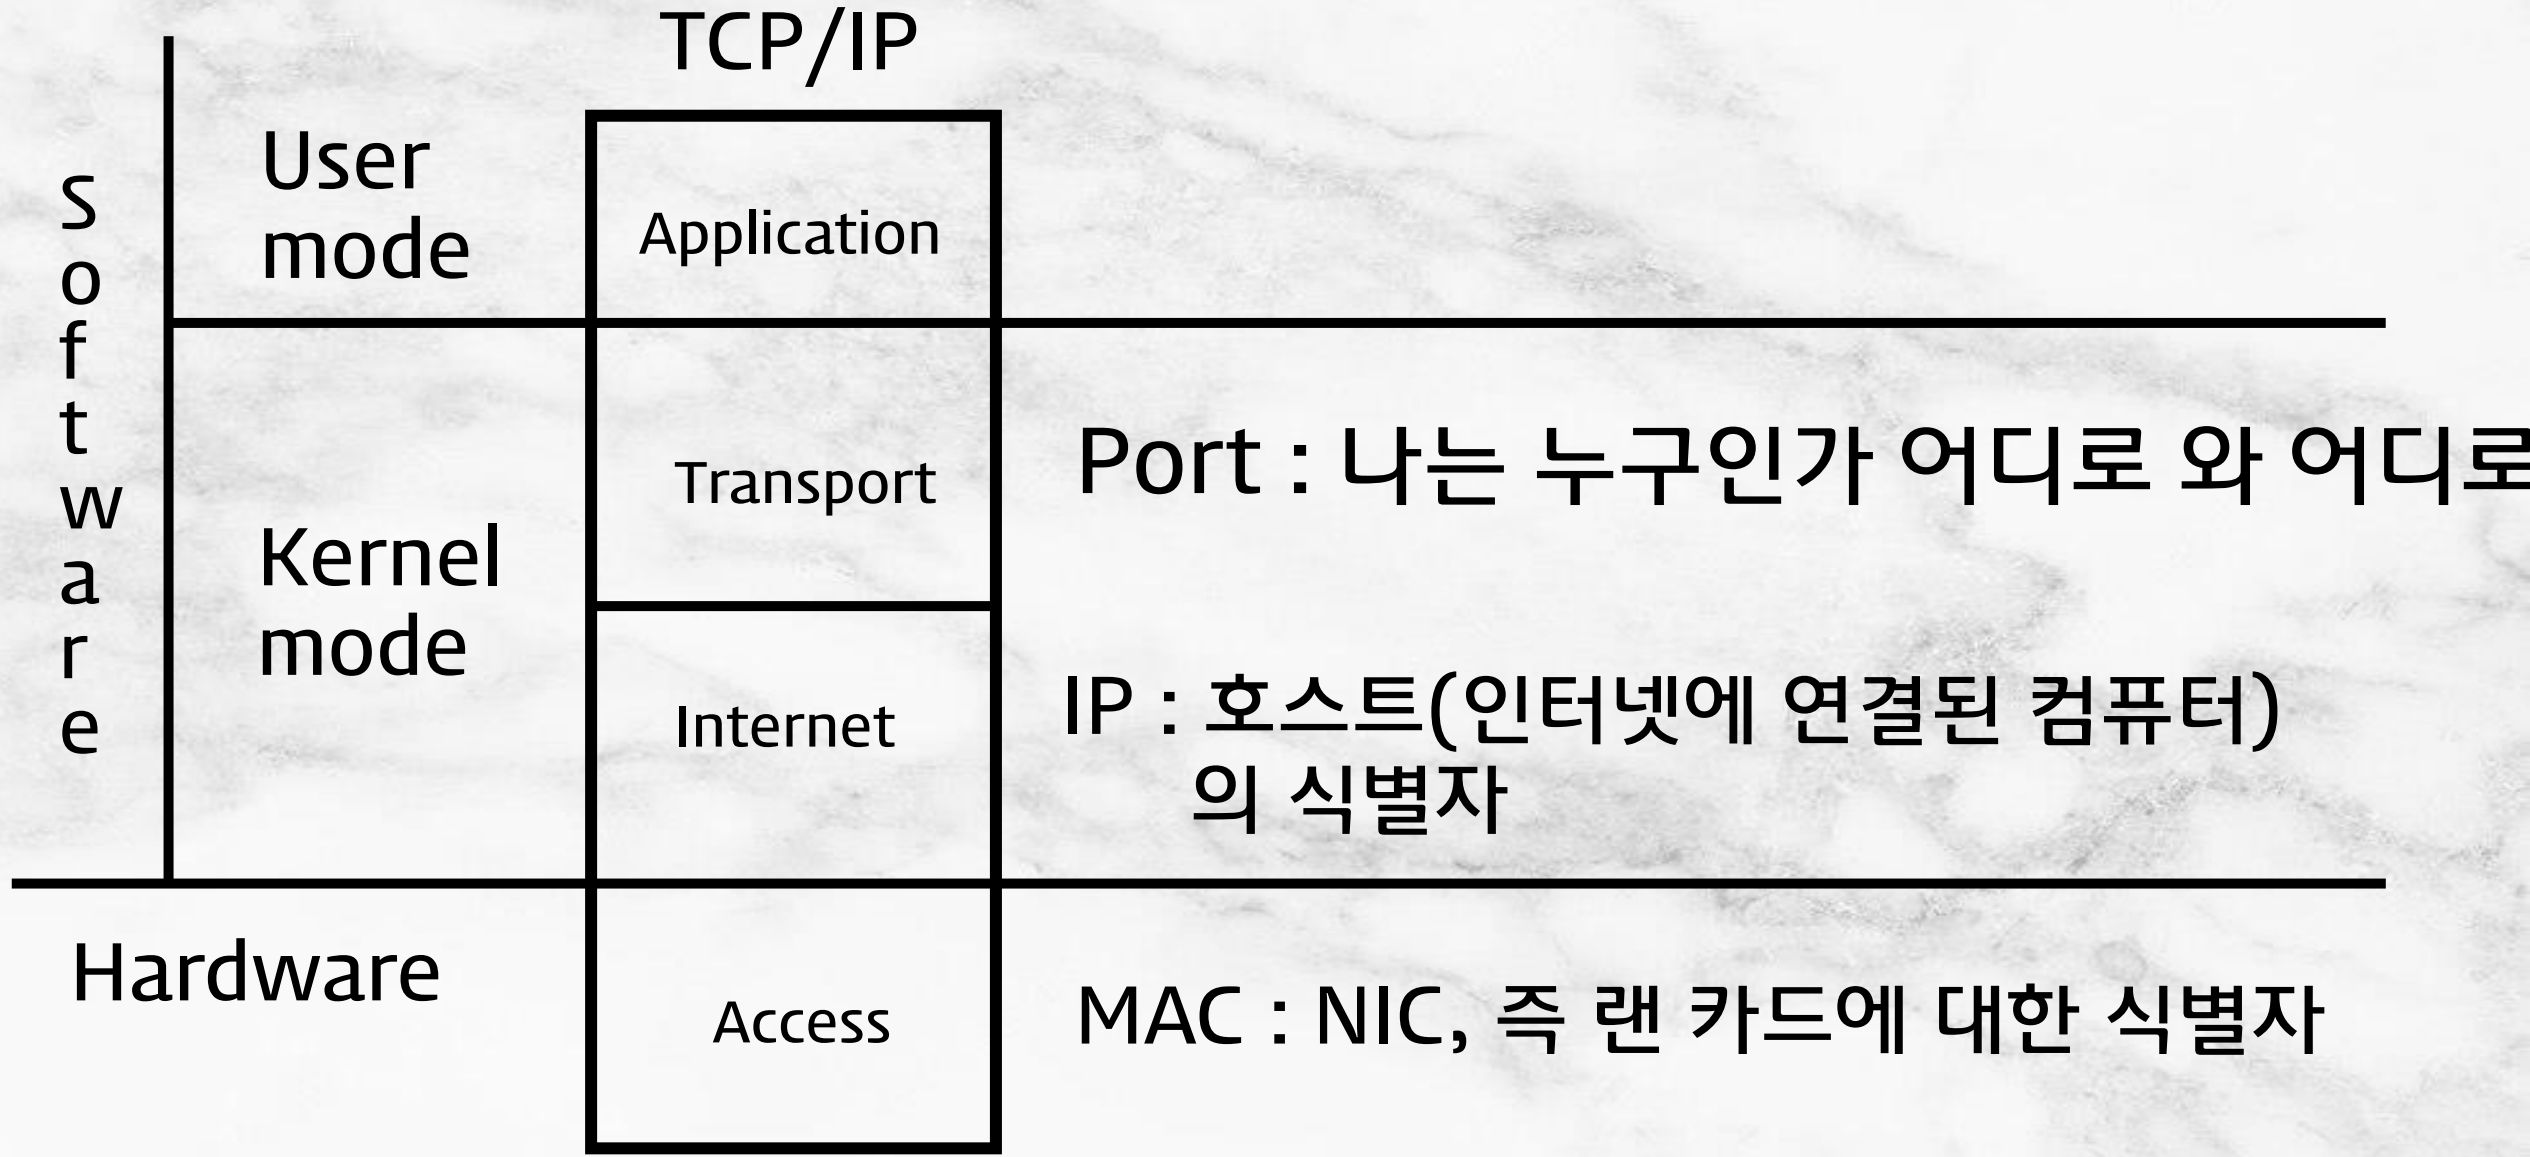 TCP/IP
Software
User
mode
Application
Kernel
mode
Transport
Port : 나는 누구인가 어디로 와 어디로
Internet
IP : 호스트(인터넷에 연결된 컴퓨터)
의 식별자
Hardware
Access
MAC : NIC, 즉 랜 카드에 대한 식별자